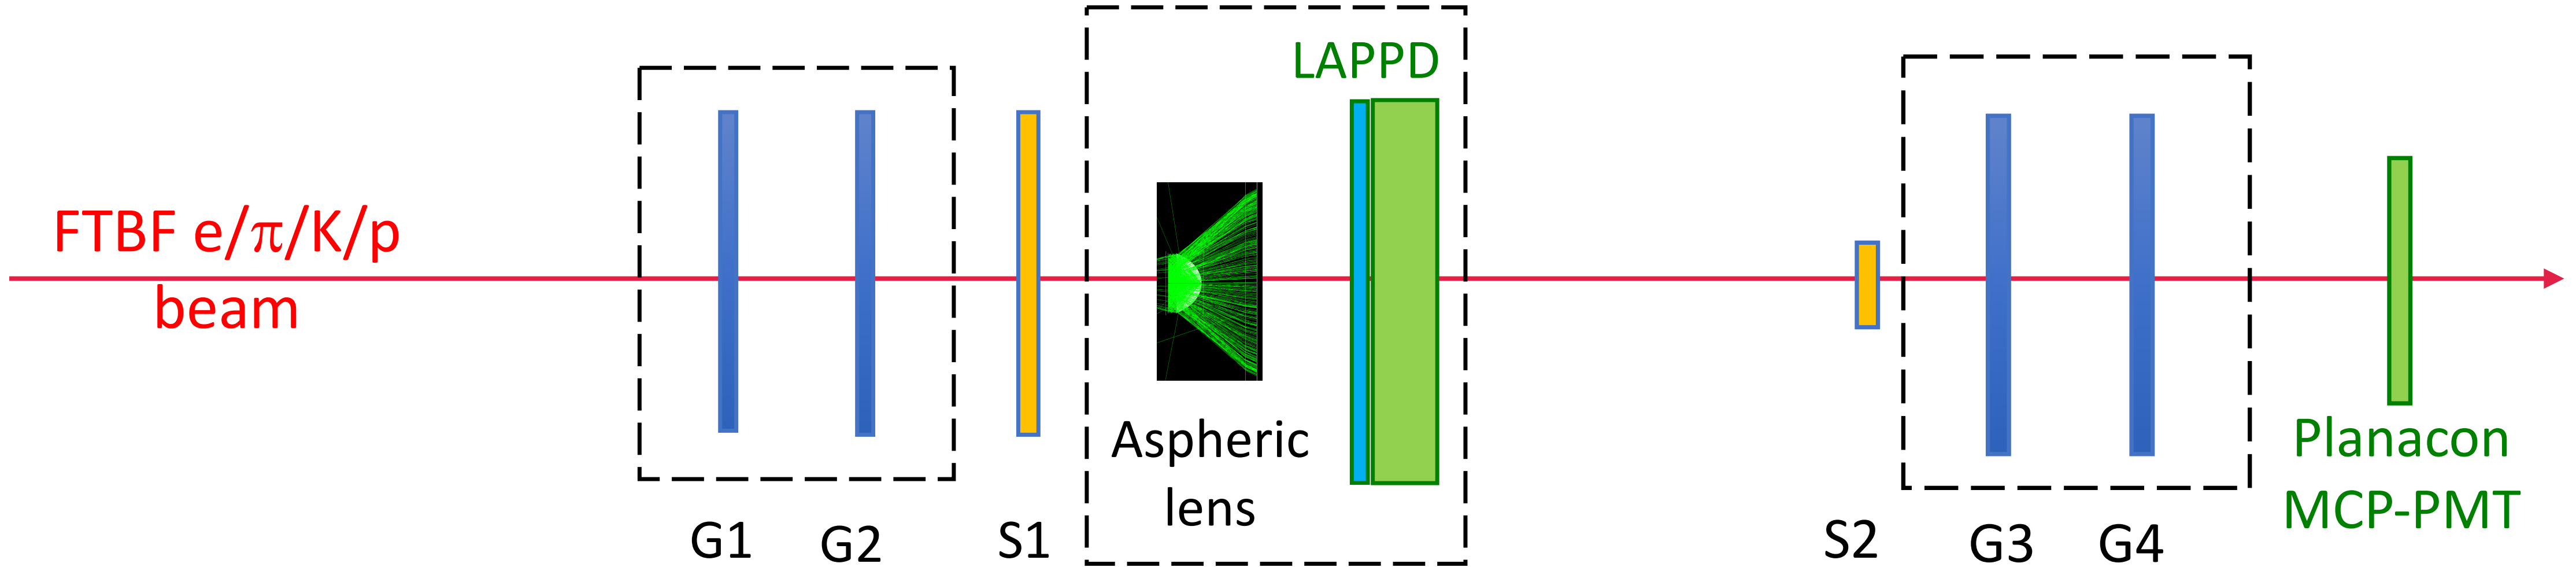 FTBF e/π/K/p
beam
G1
G2
S1
Aspheric
lens
LAPPD
S2
G3
G4
Planacon
MCP-PMT